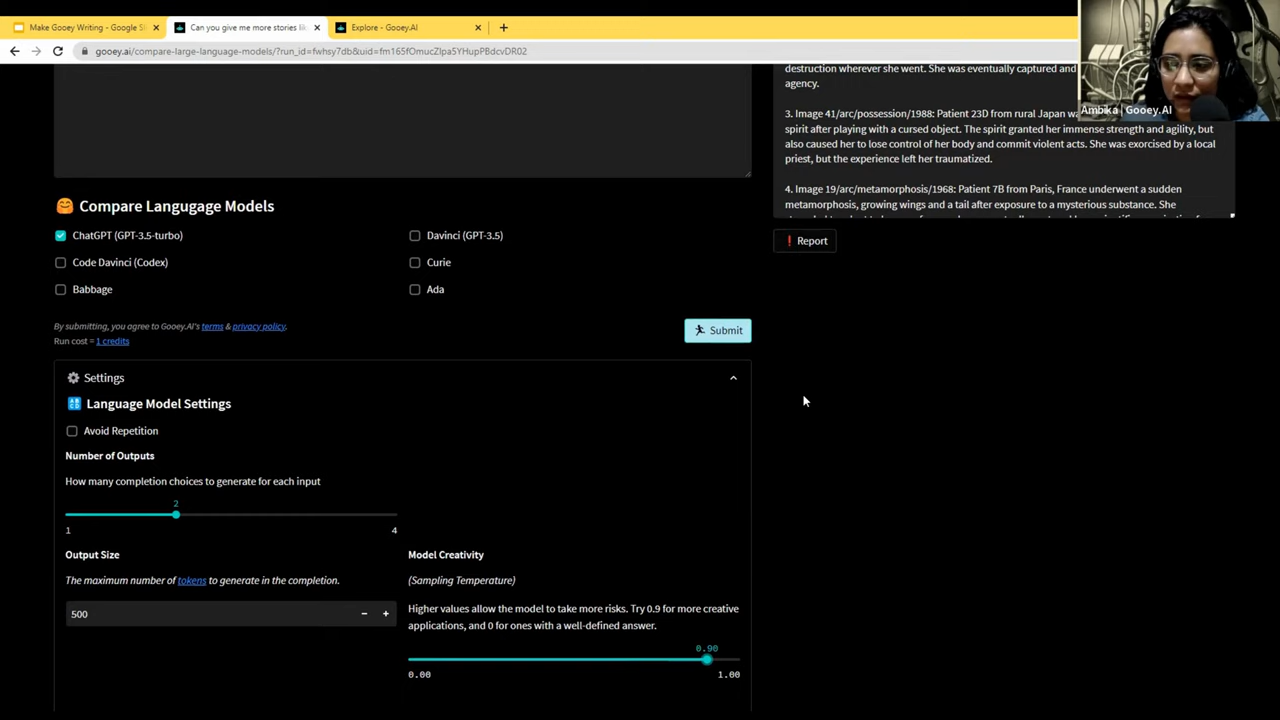 Make Gooey Writing - Google Sl
Can you give me more stories li
Explore - Gooey.AI
gooey.ai/compare-large-language-models/?run_id=fwhsy7db&uid=fm165fOmucZlpa5YHupPBdcvDR02
Ambika | Gooey.AI
destruction wherever she went. She was eventually captured and
agency.
3. Image 41/arc/possession/1988: Patient 23D from rural Japan
spirit after playing with a cursed object. The spirit granted her immense strength and agility, but
also caused her to lose control of her body and commit violent acts. She was exorcised by a local
priest, but the experience left her traumatized.
4. Image 19/arc/metamorphosis/1968: Patient 7B from Paris, France underwent a sudden
metamorphosis, growing wings and a tail after exposure to a mysterious substance. She
Report
Compare Langugage Models
ChatGPT (GPT-3.5-turbo)
Davinci (GPT-3.5)
Code Davinci (Codex)
Curie
Babbage
Ada
By submitting, you agree to Gooey.AI's terms & privacy policy.
Run cost = 1 credits
Submit
Settings
Language Model Settings
Avoid Repetition
Number of Outputs
How many completion choices to generate for each input
2
1
4
Output Size
The maximum number of tokens to generate in the completion.
500
Model Creativity
(Sampling Temperature)
Higher values allow the model to take more risks. Try 0.9 for more creative
applications, and 0 for ones with a well-defined answer.
0.90
0.00
1.00